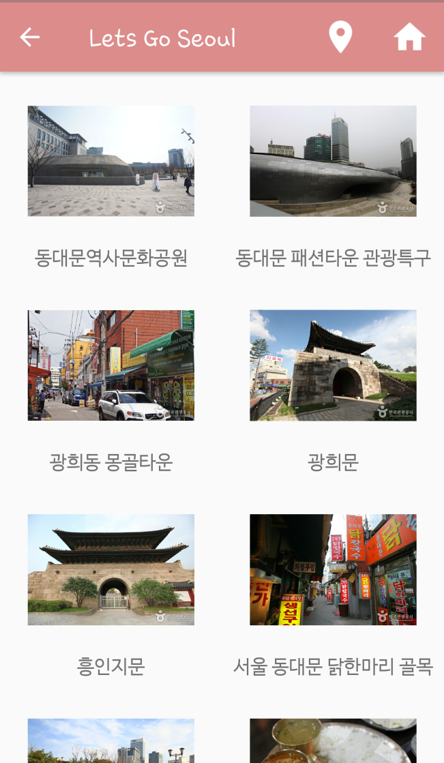 Lets Go Seoul
동대문역사문화공원
동대문 패션타운 관광특구
광희동 몽골타운
광희문
흥인지문
서울 동대문 닭한마리 골목